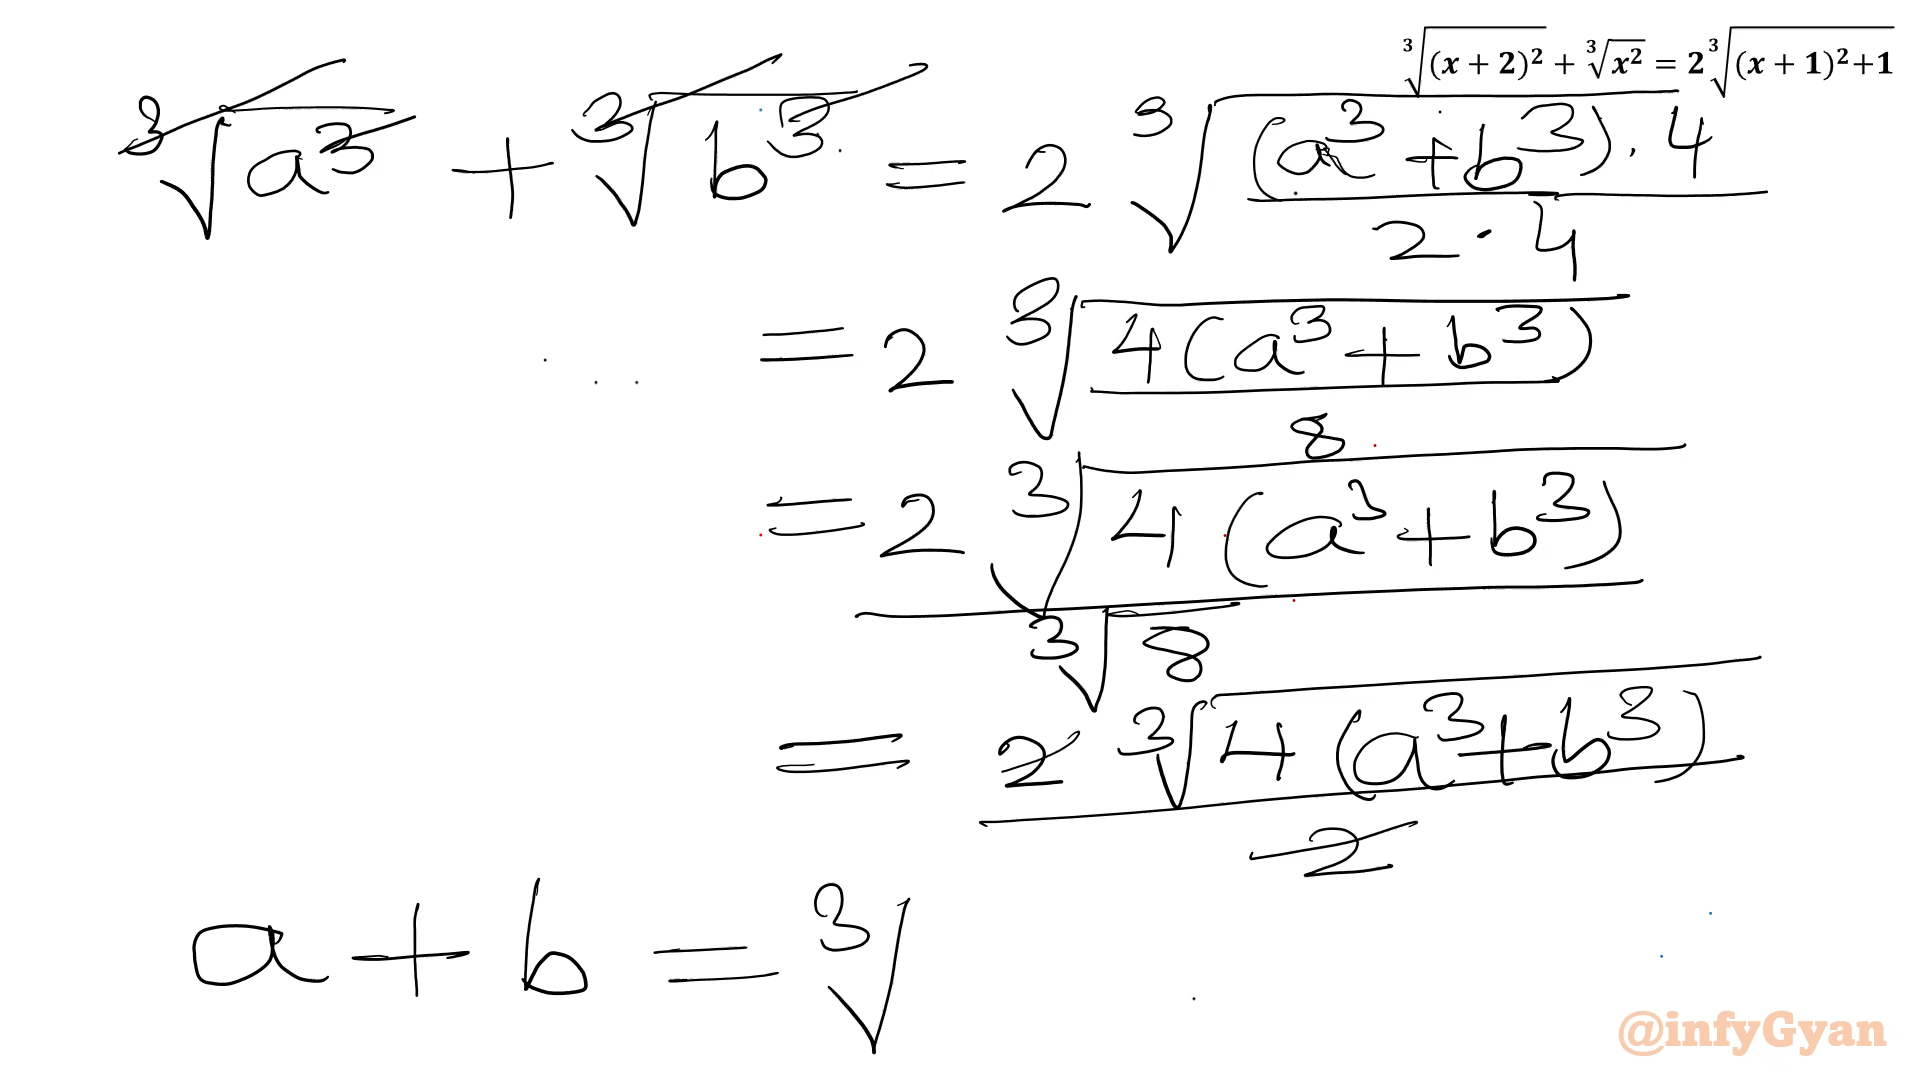 ∛((x + 2)²) + ∛(x²) = 2∛((x + 1)²+1)
∛(a³) + ∛(b³) = 2 ∛((a³ + b³) . 4 / 2 · 4)
= 2 ∛(4(a³ + b³) / 8)
= 2 ∛(4(a³ + b³)) / ∛8
= 2 ∛(4(a³ + b³)) / 2
a + b = ∛
@infyGyan